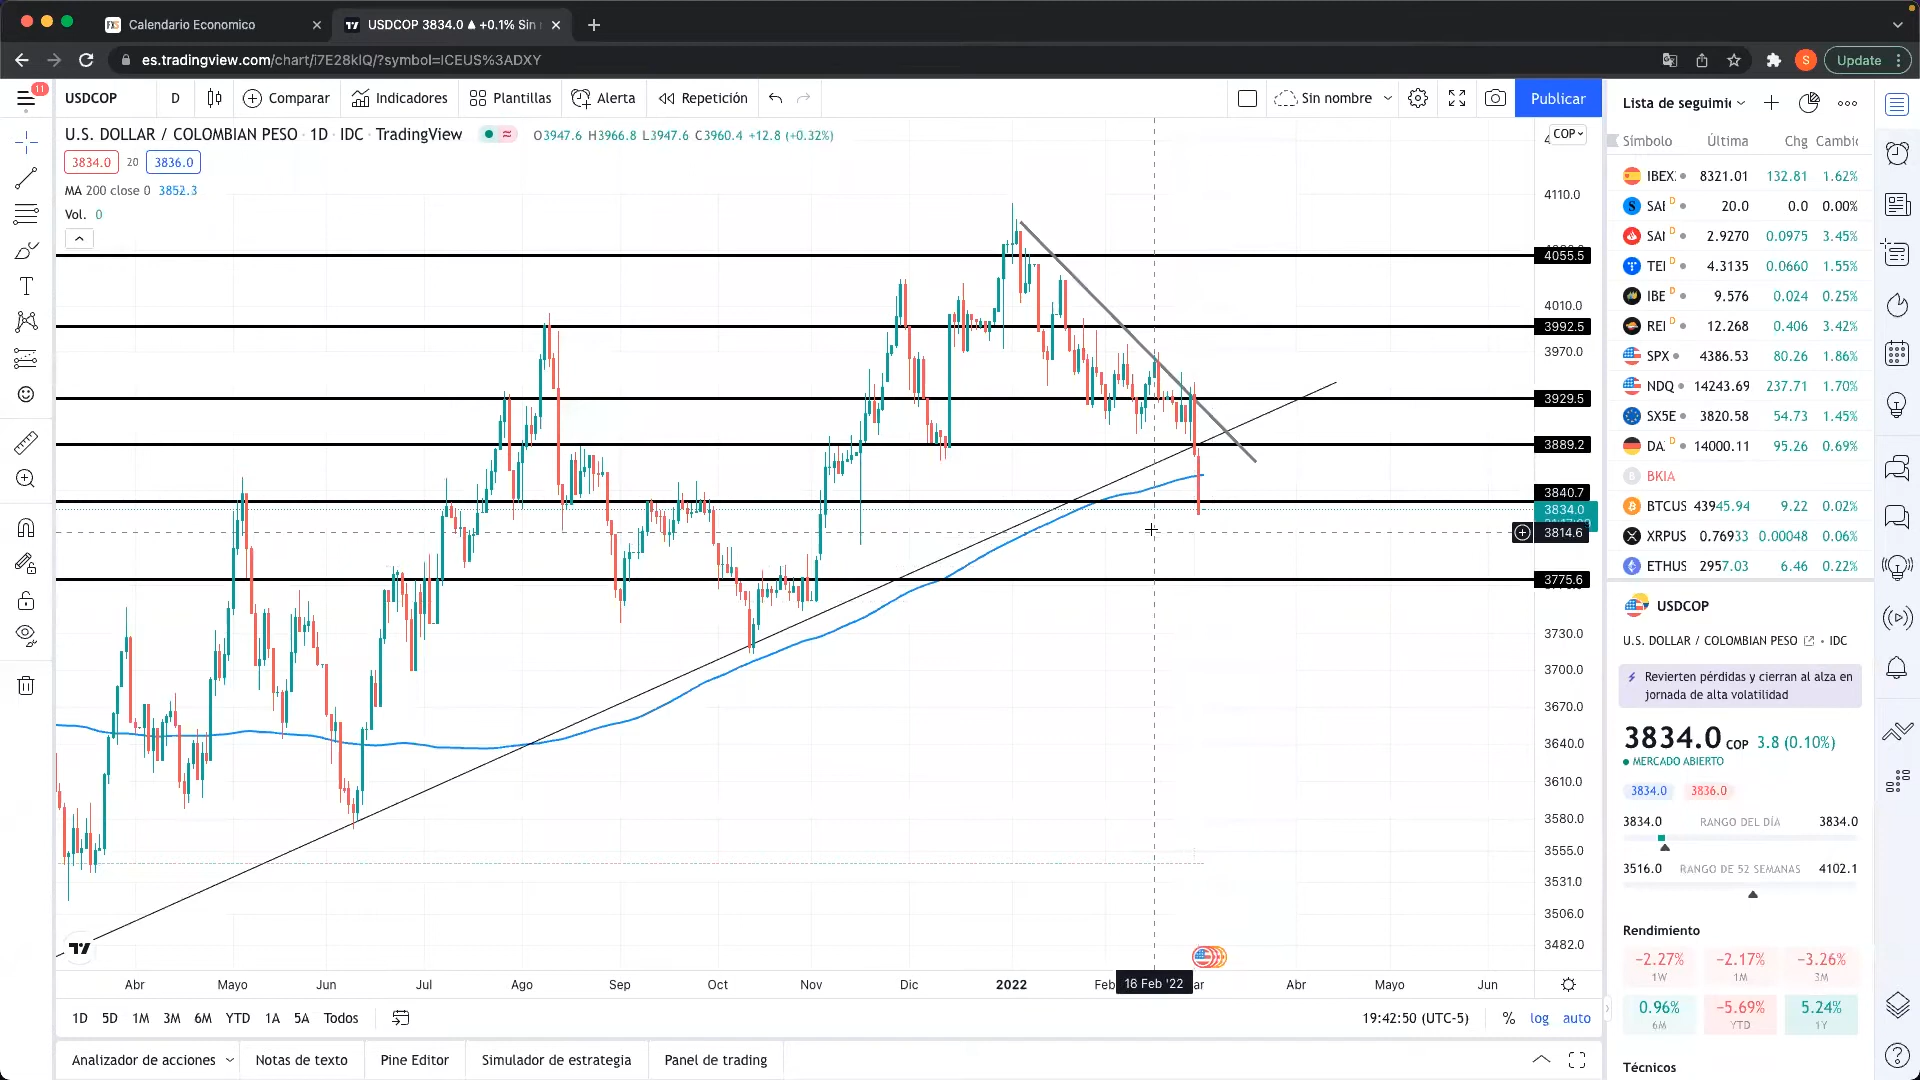 Calendario Economico
USDCOP 3834.0 ▲ +0.1% Sin
es.tradingview.com/chart/i7E28kIQ/?symbol=ICEUS%3ADXY
S
Update
11
USDCOP
D
Comparar
Indicadores
Plantillas
Alerta
Repetición
Sin nombre
Publicar
U.S. DOLLAR / COLOMBIAN PESO · 1D · IDC · TradingView
O3947.6 H3966.8 L3947.6 C3960.4 +12.8 (+0.32%)
3834.0 20 3836.0
MA 200 close 0 3852.3
Vol. 0
COP
4110.0
4055.5
4010.0
3992.5
3970.0
3929.5
3889.2
3840.7
3834.0
3814.6
3775.6
3730.0
3700.0
3670.0
3640.0
3610.0
3580.0
3555.0
3531.0
3506.0
3482.0
Abr Mayo Jun Jul Ago Sep Oct Nov Dic 2022 Feb 16 Feb '22 ar Abr Mayo Jun
1D 5D 1M 3M 6M YTD 1A 5A Todos
19:42:50 (UTC-5) % log auto
Analizador de acciones Notas de texto Pine Editor Simulador de estrategia Panel de trading
Lista de seguimie
Símbolo Última Chg Cambio
IBEX D 8321.01 132.81 1.62%
SAE D 20.0 0.0 0.00%
SAN D 2.9270 0.0975 3.45%
TEI D 4.3135 0.0660 1.55%
IBE D 9.576 0.024 0.25%
REI D 12.268 0.406 3.42%
SPX 4386.53 80.26 1.86%
NDQ 14243.69 237.71 1.70%
SX5E 3820.58 54.73 1.45%
DA D 14000.11 95.26 0.69%
BKIA
BTCUS 43945.94 9.22 0.02%
XRPUS 0.76933 0.00048 0.06%
ETHUS 2957.03 6.46 0.22%
USDCOP
U.S. DOLLAR / COLOMBIAN PESO • IDC
Revierten pérdidas y cierran al alza en
jornada de alta volatilidad
3834.0 COP 3.8 (0.10%)
MERCADO ABIERTO
3834.0 3836.0
3834.0 RANGO DEL DÍA 3834.0
3516.0 RANGO DE 52 SEMANAS 4102.1
Rendimiento
−2.27% −2.17% −3.26%
1W 1M 3M
0.96% −5.69% 5.24%
6M YTD 1Y
Técnicos